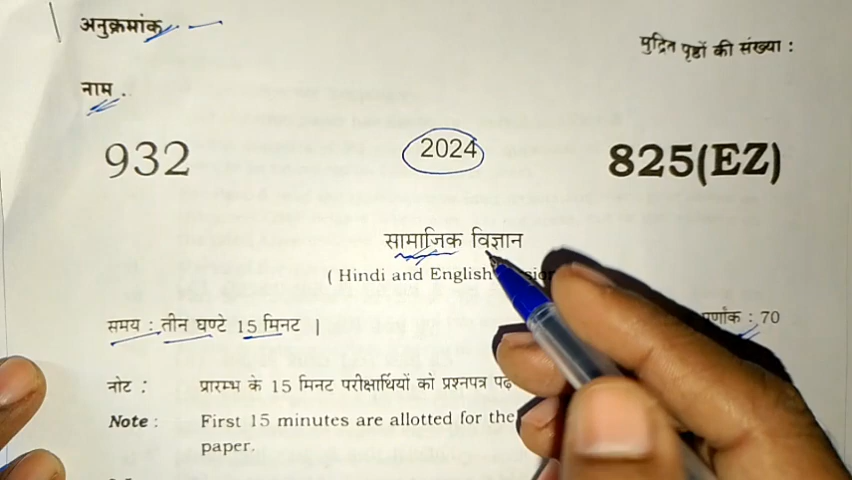 अनुक्रमांक
मुद्रित पृष्ठों की संख्या :
नाम .
932 2024 825(EZ)
सामाजिक विज्ञान
( Hindi and English
समय : तीन घण्टे 15 मिनट | : 70
नोट : प्रारम्भ के 15 मिनट परीक्षार्थियों को प्रश्नपत्र पढ़
Note : First 15 minutes are allotted for the
paper.